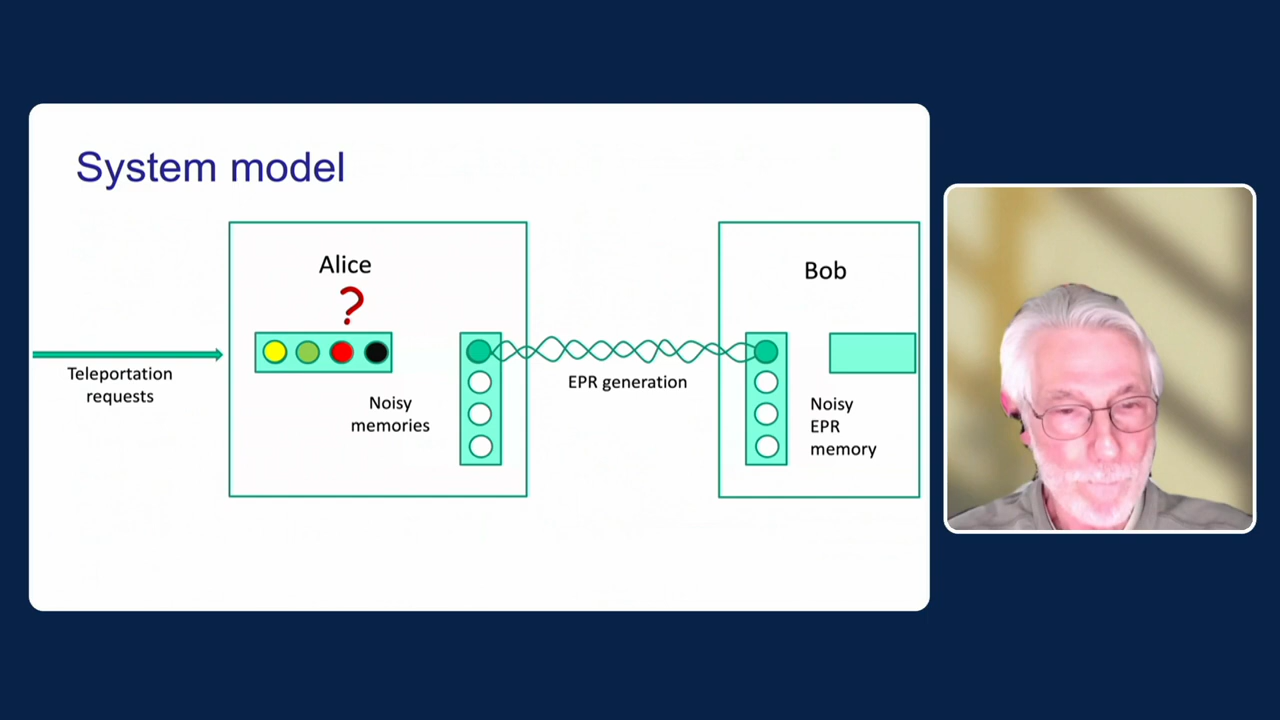 System model
Alice
?
Bob
Teleportation
requests
EPR generation
Noisy
memories
Noisy
EPR
memory